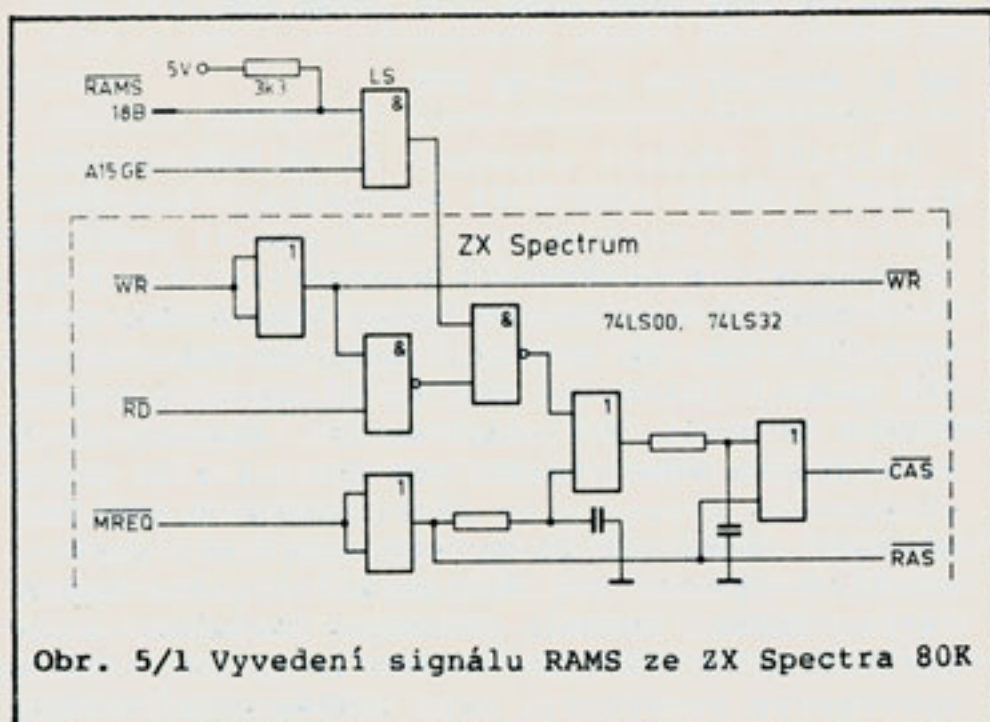 5V
3k3
LS
RAMS
18B
&
A15GE
ZX Spectrum
WR
1
WR
&
74LS00, 74LS32
&
RD
1
1
CAS
MREQ
1
RAS
Obr. 5/1 Vyvedení signálu RAMS ze ZX Spectra 80K